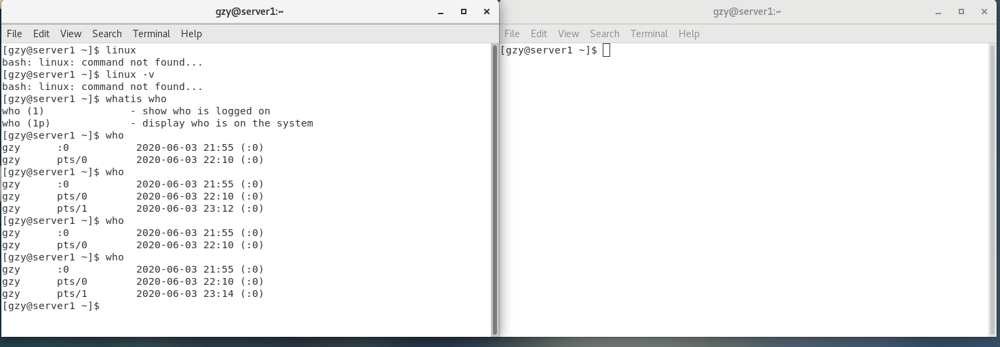 gzy@server1:~
File Edit View Search Terminal Help
[gzy@server1 ~]$ linux
bash: linux: command not found...
[gzy@server1 ~]$ linux -v
bash: linux: command not found...
[gzy@server1 ~]$ whatis who
who (1)              - show who is logged on
who (1p)             - display who is on the system
[gzy@server1 ~]$ who
gzy      :0           2020-06-03 21:55 (:0)
gzy      pts/0        2020-06-03 22:10 (:0)
[gzy@server1 ~]$ who
gzy      :0           2020-06-03 21:55 (:0)
gzy      pts/0        2020-06-03 22:10 (:0)
gzy      pts/1        2020-06-03 23:12 (:0)
[gzy@server1 ~]$ who
gzy      :0           2020-06-03 21:55 (:0)
gzy      pts/0        2020-06-03 22:10 (:0)
[gzy@server1 ~]$ who
gzy      :0           2020-06-03 21:55 (:0)
gzy      pts/0        2020-06-03 22:10 (:0)
gzy      pts/1        2020-06-03 23:14 (:0)
[gzy@server1 ~]$
gzy@server1:~
File Edit View Search Terminal Help
[gzy@server1 ~]$